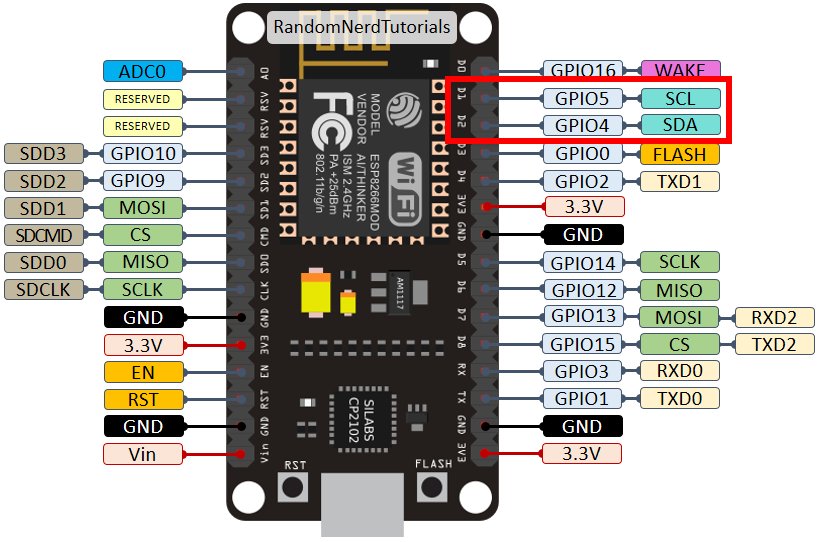 RandomNerdTutorials
ADC0
RESERVED
RESERVED
SDD3 GPIO10
SDD2 GPIO9
SDD1 MOSI
SDCMD CS
SDD0 MISO
SDCLK SCLK
GND
3.3V
EN
RST
GND
Vin
A0
RSV
RSV
SD3
SD2
SD1
CMD
SD0
CLK
GND
3V3
EN
RST
GND
Vin
MODEL ESP8266MOD
VENDOR AI/THINKER
ISM 2.4GHz
PA +25dBm
802.11b/g/n
FCC
WiFi
AM1117
SILABS
CP2102
RST
FLASH
D0
D1
D2
D3
D4
3V3
GND
D5
D6
D7
D8
RX
TX
GND
3V3
GPIO16 WAKE
GPIO5 SCL
GPIO4 SDA
GPIO0 FLASH
GPIO2 TXD1
3.3V
GND
GPIO14 SCLK
GPIO12 MISO
GPIO13 MOSI RXD2
GPIO15 CS TXD2
GPIO3 RXD0
GPIO1 TXD0
GND
3.3V